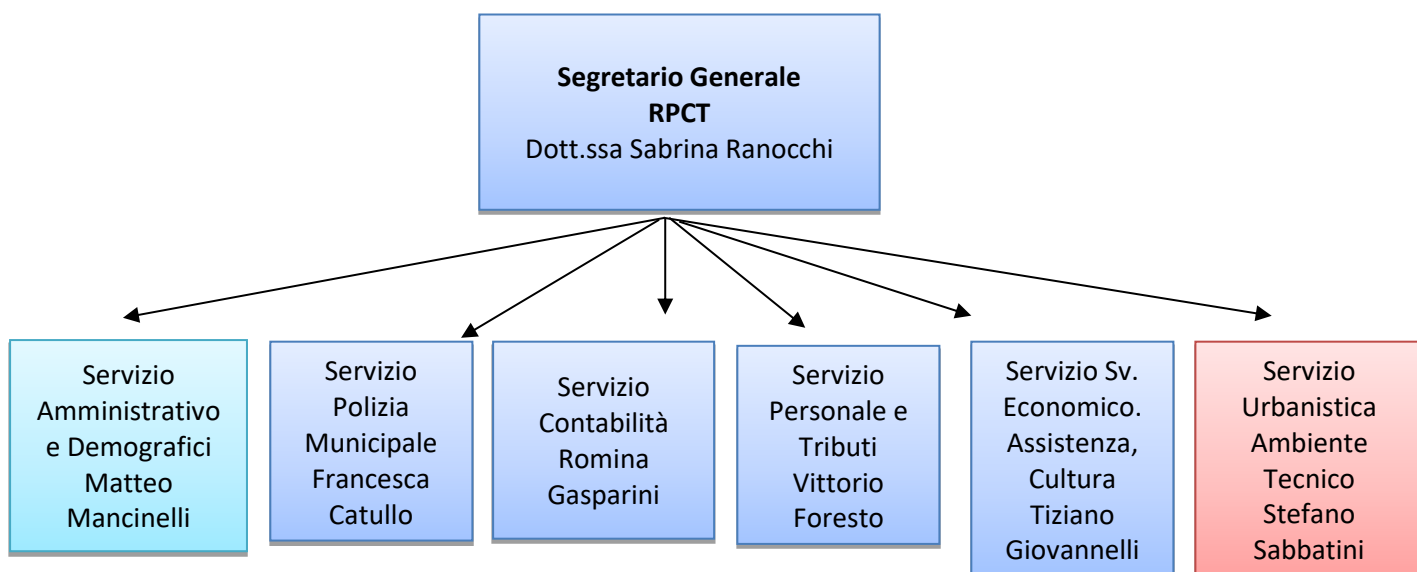 Segretario Generale
RPCT
Dott.ssa Sabrina Ranocchi
Servizio
Amministrativo
e Demografici
Matteo
Mancinelli
Servizio
Polizia
Municipale
Francesca
Catullo
Servizio
Contabilità
Romina
Gasparini
Servizio
Personale e
Tributi
Vittorio
Foresto
Servizio Sv.
Economico.
Assistenza,
Cultura
Tiziano
Giovannelli
Servizio
Urbanistica
Ambiente
Tecnico
Stefano
Sabbatini